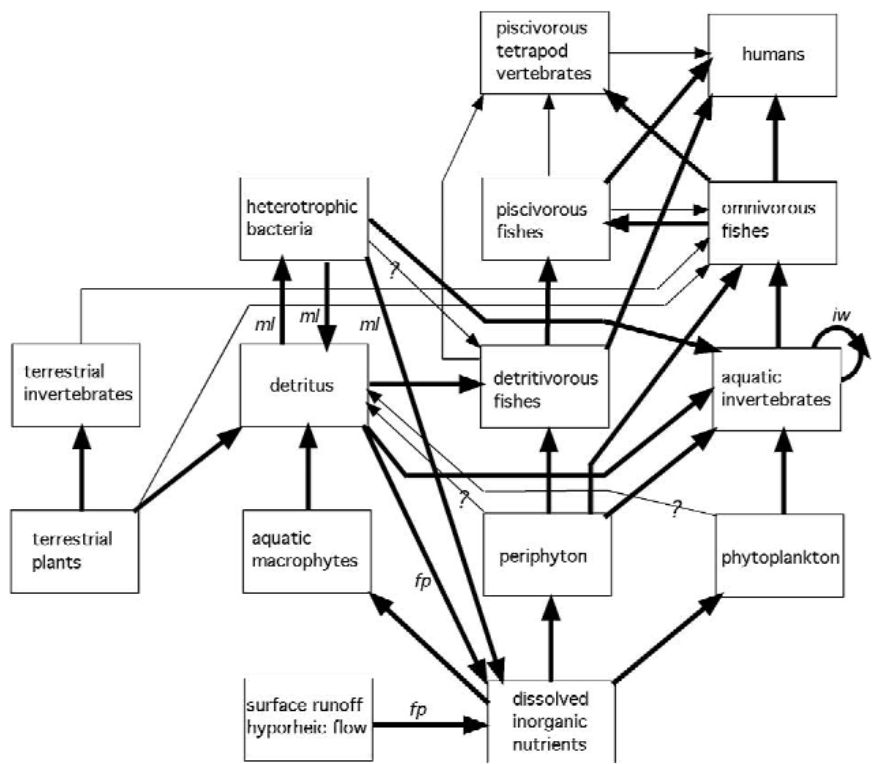 piscivorous
tetrapod
vertebrates
humans
heterotrophic
bacteria
piscivorous
fishes
omnivorous
fishes
?
ml
ml
ml
iw
terrestrial
invertebrates
detritus
detritivorous
fishes
aquatic
invertebrates
?
?
terrestrial
plants
aquatic
macrophytes
periphyton
phytoplankton
fp
surface runoff
hyporheic flow
fp
dissolved
inorganic
nutrients